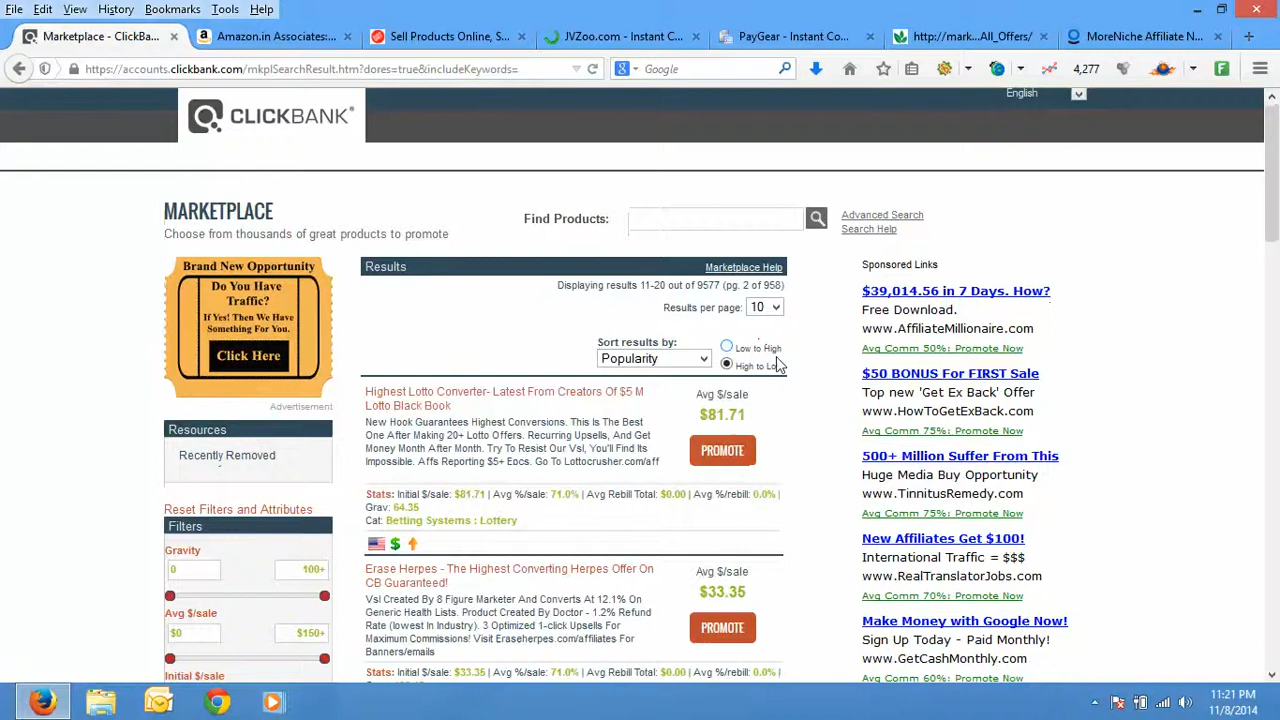 File Edit View History Bookmarks Tools Help
Marketplace - ClickBa... × Amazon.in Associates:... × Sell Products Online, S... × JVZoo.com - Instant C... × PayGear - Instant Co... × http://mark...All_Offers/ × MoreNiche Affiliate N... × +
https://accounts.clickbank.com/mkplSearchResult.htm?dores=true&includeKeywords= Google 4,277
English
CLICKBANK®
MARKETPLACE
Choose from thousands of great products to promote
Find Products:
Advanced Search
Search Help
Brand New Opportunity
Do You Have
Traffic?
If Yes! Then We Have
Something For You.
Click Here
Advertisement
Resources
Recently Removed
Reset Filters and Attributes
Filters
Gravity
0 100+
Avg $/sale
$0 $150+
Initial $/sale
Results Marketplace Help
Displaying results 11-20 out of 9577 (pg. 2 of 958)
Results per page: 10
Sort results by:
Popularity
Low to High
High to Low
Highest Lotto Converter- Latest From Creators Of $5 M
Lotto Black Book
New Hook Guarantees Highest Conversions. This Is The Best
One After Making 20+ Lotto Offers. Recurring Upsells, And Get
Money Month After Month. Try To Resist Our Vsl, You'll Find Its
Impossible. Affs Reporting $5+ Epcs. Go To Lottocrusher.com/aff
Avg $/sale
$81.71
PROMOTE
Stats: Initial $/sale: $81.71 | Avg %/sale: 71.0% | Avg Rebill Total: $0.00 | Avg %/rebill: 0.0% |
Grav: 64.35
Cat: Betting Systems : Lottery
Erase Herpes - The Highest Converting Herpes Offer On
CB Guaranteed!
Vsl Created By 8 Figure Marketer And Converts At 12.1% On
Generic Health Lists. Product Created By Doctor - 1.2% Refund
Rate (lowest In Industry). 3 Optimized 1-click Upsells For
Maximum Commissions! Visit Eraseherpes.com/affiliates For
Banners/emails
Avg $/sale
$33.35
PROMOTE
Stats: Initial $/sale: $33.35 | Avg %/sale: 71.0% | Avg Rebill Total: $0.00 | Avg %/rebill: 0.0% |
Sponsored Links
$39,014.56 in 7 Days. How?
Free Download.
www.AffiliateMillionaire.com
Avg Comm 50%: Promote Now
$50 BONUS For FIRST Sale
Top new 'Get Ex Back' Offer
www.HowToGetExBack.com
Avg Comm 75%: Promote Now
500+ Million Suffer From This
Huge Media Buy Opportunity
www.TinnitusRemedy.com
Avg Comm 75%: Promote Now
New Affiliates Get $100!
International Traffic = $$$
www.RealTranslatorJobs.com
Avg Comm 70%: Promote Now
Make Money with Google Now!
Sign Up Today - Paid Monthly!
www.GetCashMonthly.com
Avg Comm 60%: Promote Now
11:21 PM
11/8/2014